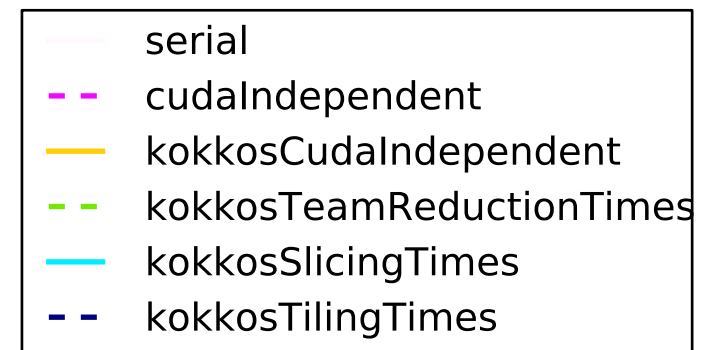 serial
cudaIndependent
kokkosCudaIndependent
kokkosTeamReductionTimes
kokkosSlicingTimes
kokkosTilingTimes